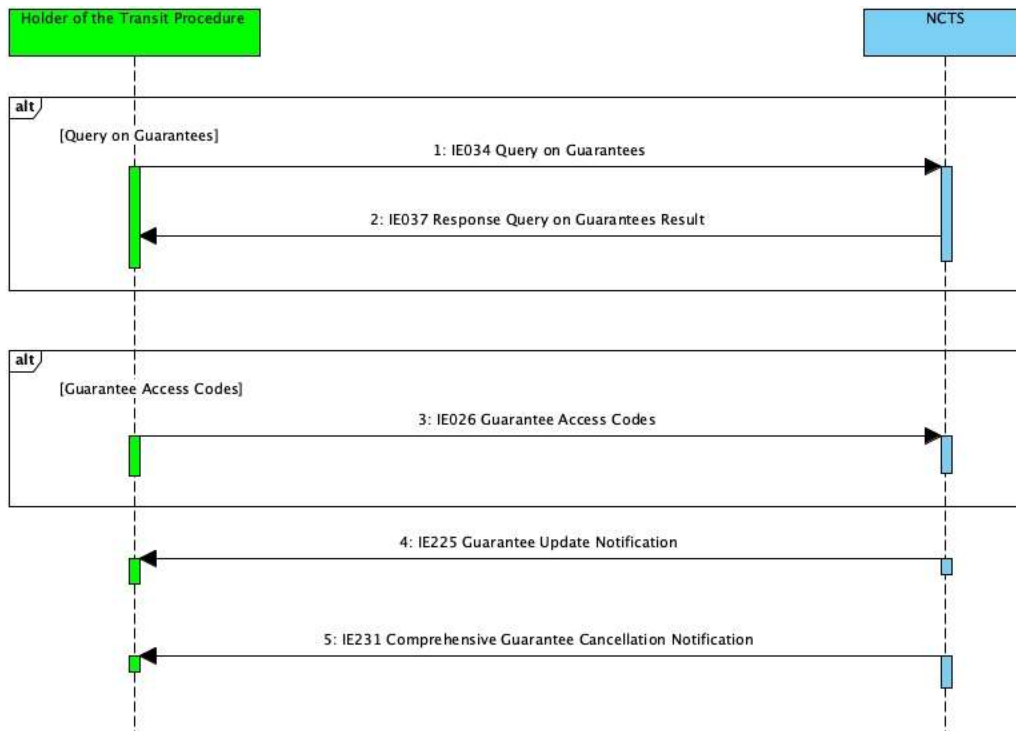 Holder of the Transit Procedure
NCTS
alt
[Query on Guarantees]
1: IE034 Query on Guarantees
2: IE037 Response Query on Guarantees Result
alt
[Guarantee Access Codes]
3: IE026 Guarantee Access Codes
4: IE225 Guarantee Update Notification
5: IE231 Comprehensive Guarantee Cancellation Notification